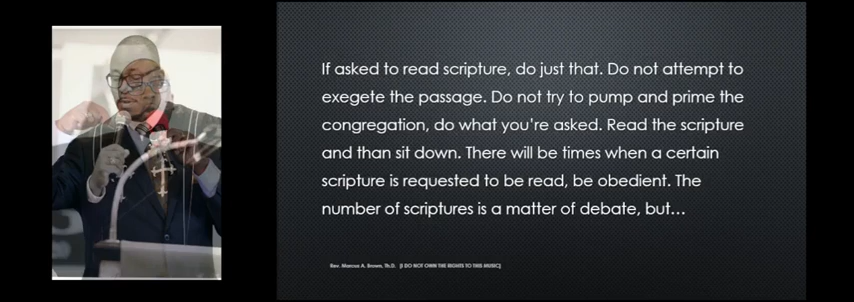 If asked to read scripture, do just that. Do not attempt to
exegete the passage. Do not try to pump and prime the
congregation, do what you're asked. Read the scripture
and than sit down. There will be times when a certain
scripture is requested to be read, be obedient. The
number of scriptures is a matter of debate, but…
Rev. Marcus A. Brown, Th.D. [I DO NOT OWN THE RIGHTS TO THIS MUSIC]